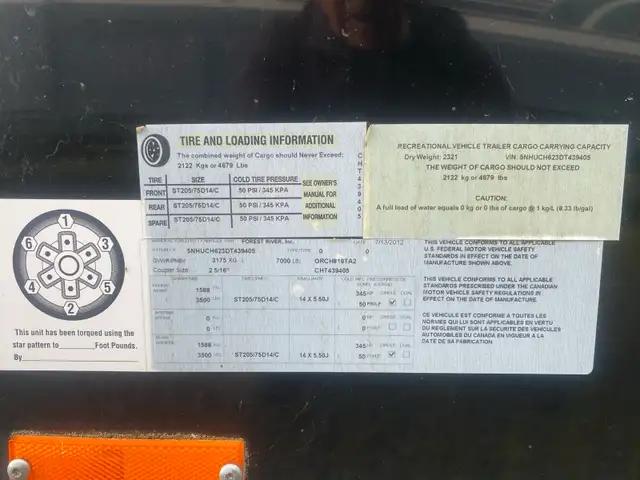 TIRE AND LOADING INFORMATION
The combined weight of Cargo should Never Exceed:
2122 Kgs or 4679 Lbs
TIRE SIZE COLD TIRE PRESSURE
FRONT ST205/75D14/C 50 PSI / 345 KPA
REAR ST205/75D14/C 50 PSI / 345 KPA
SPARE ST205/75D14/C 50 PSI / 345 KPA
SEE OWNER'S
MANUAL FOR
ADDITIONAL
INFORMATION
CHT439405
RECREATIONAL VEHICLE TRAILER CARGO CARRYING CAPACITY
Dry Weight: 2321 VIN: 5NHUCH623DT439405
THE WEIGHT OF CARGO SHOULD NOT EXCEED
2122 kg or 4679 lbs
CAUTION:
A full load of water equals 0 kg or 0 lbs of cargo @ 1 kg/L (8.33 lb/gal)
FOREST RIVER, Inc. 7/13/2012
5NHUCH623DT439405
3175 KG 7000 LB ORCH816TA2
Coupler Size: 2 5/16" CHT439405
1588
3500 ST205/75D14/C 14 X 5.50J 345
50
0 0
0 0
1588 345
3500 ST205/75D14/C 14 X 5.50J 50
THIS VEHICLE CONFORMS TO ALL APPLICABLE
U.S. FEDERAL MOTOR VEHICLE SAFETY
STANDARDS IN EFFECT ON THE DATE OF
MANUFACTURE SHOWN ABOVE.
THIS VEHICLE CONFORMS TO ALL APPLICABLE
STANDARDS PRESCRIBED UNDER THE CANADIAN
MOTOR VEHICLE SAFETY REGULATIONS IN
EFFECT ON THE DATE OF MANUFACTURE.
CE VEHICULE EST CONFORME A TOUTES LES
NORMES QUI LUI SONT APPLICABLES EN VERTU
DU REGLEMENT SUR LA SECURITE DES VEHICULES
AUTOMOBILES DU CANADA EN VIGUEUR A LA
DATE DE SA FABRICATION
1
6 3
4 5
2
This unit has been torqued using the
star pattern to______Foot Pounds.
By______